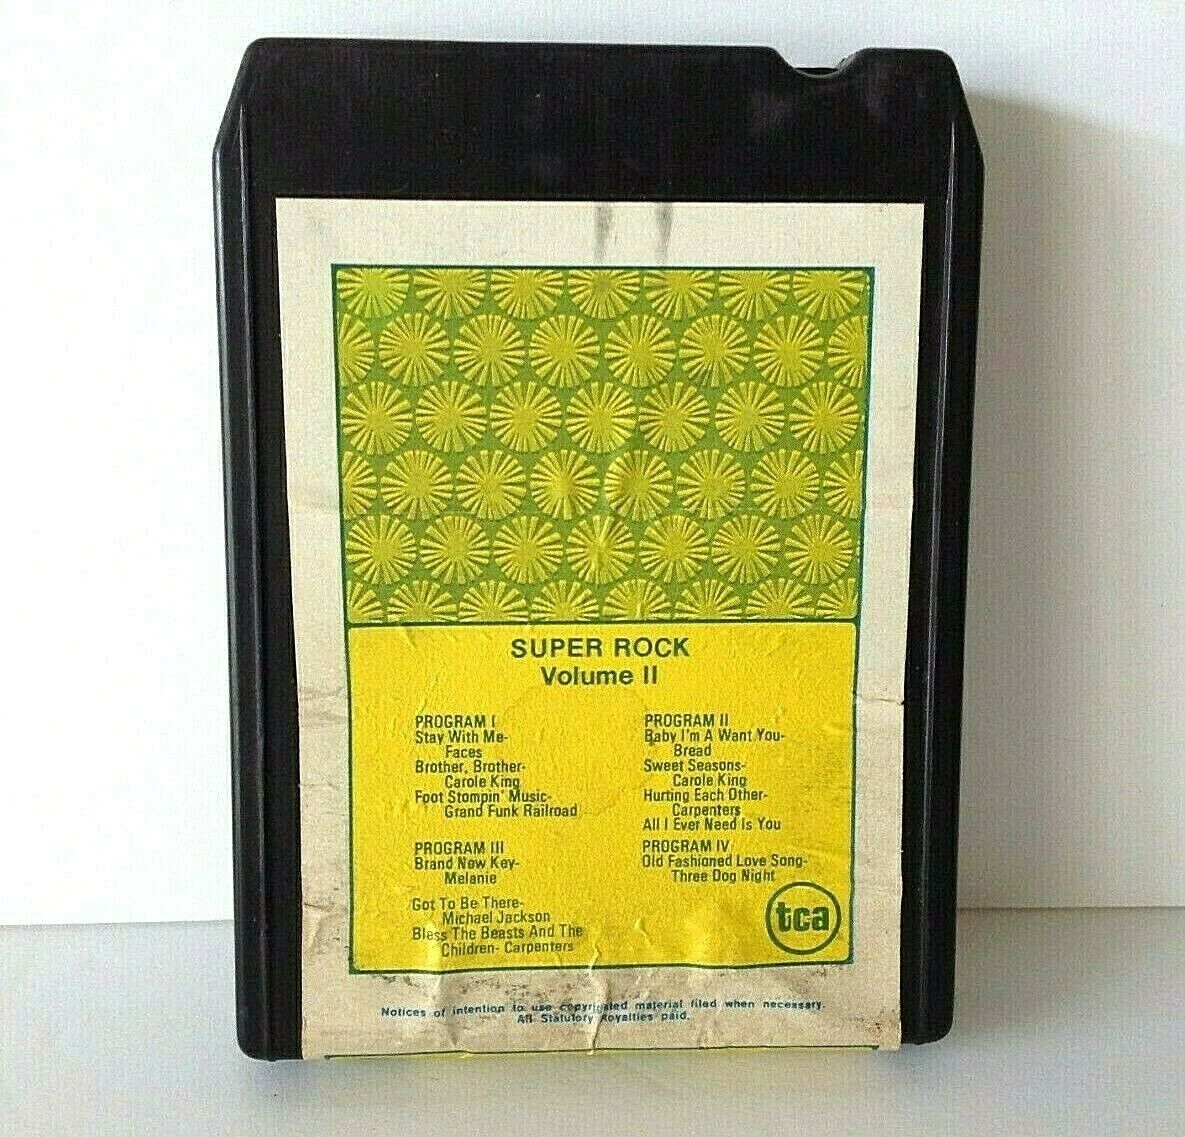 SUPER ROCK
Volume II
PROGRAM I
Stay With Me-
Faces
Brother, Brother-
Carole King
Foot Stompin' Music-
Grand Funk Railroad
PROGRAM II
Baby I'm A Want You-
Bread
Sweet Seasons-
Carole King
Hurting Each Other-
Carpenters
All I Ever Need Is You
PROGRAM III
Brand New Key-
Melanie
Got To Be There-
Michael Jackson
Bless The Beasts And The
Children- Carpenters
PROGRAM IV
Old Fashioned Love Song-
Three Dog Night
tca
Notices of intention to use copyrighted material filed when necessary.
All Statutory Royalties paid.